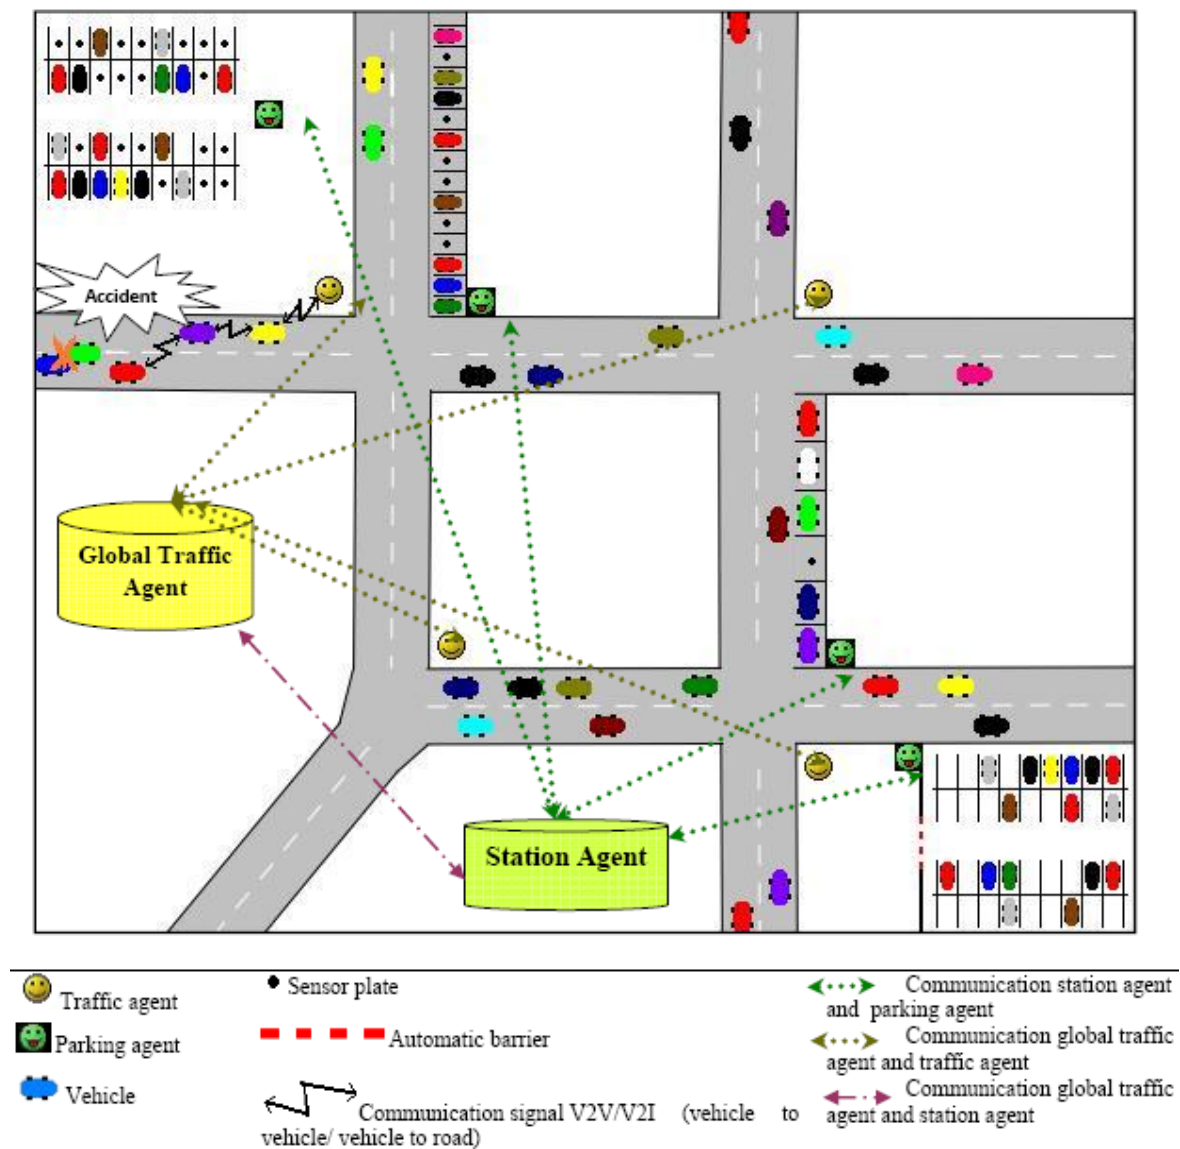 Accident
Global Traffic
Agent
Station Agent
Traffic agent
Parking agent
Vehicle
Sensor plate
Automatic barrier
Communication signal V2V/V2I (vehicle to
vehicle/ vehicle to road)
Communication station agent
and parking agent
Communication global traffic
agent and traffic agent
Communication global traffic
agent and station agent